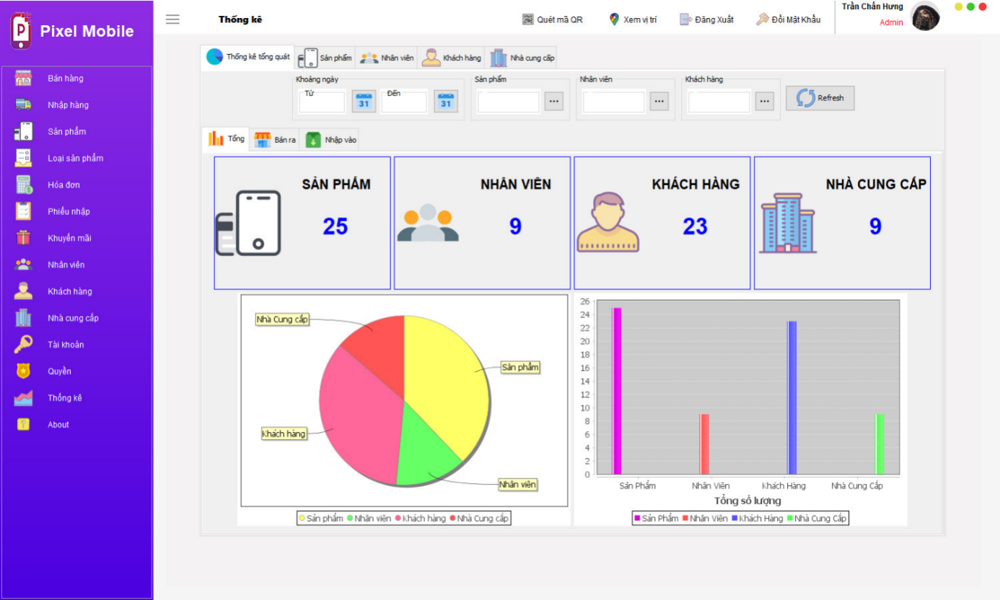 Pixel Mobile
Bán hàng
Nhập hàng
Sản phẩm
Loại sản phẩm
Hóa đơn
Phiếu nhập
Khuyến mãi
Nhân viên
Khách hàng
Nhà cung cấp
Tài khoản
Quyền
Thống kê
About
Thống kê
Quét mã QR
Xem vị trí
Đăng Xuất
Đổi Mật Khẩu
Trần Chấn Hưng
Admin
Thống kê tổng quát
Sản phẩm
Nhân viên
Khách hàng
Nhà cung cấp
Khoảng ngày
Từ
31
Đến
31
Sản phẩm
...
Nhân viên
...
Khách hàng
...
Refresh
Tổng
Bán ra
Nhập vào
SẢN PHẨM
25
NHÂN VIÊN
9
KHÁCH HÀNG
23
NHÀ CUNG CẤP
9
Nhà Cung cấp
Sản phẩm
Khách hàng
Nhân viên
Sản phẩm Nhân viên Khách hàng Nhà Cung cấp
26
24
22
20
18
16
14
12
10
8
6
4
2
0
Sản Phẩm Nhân Viên Khách Hàng Nhà Cung Cấp
Tổng số lượng
Sản Phẩm Nhân Viên Khách Hàng Nhà Cung Cấp